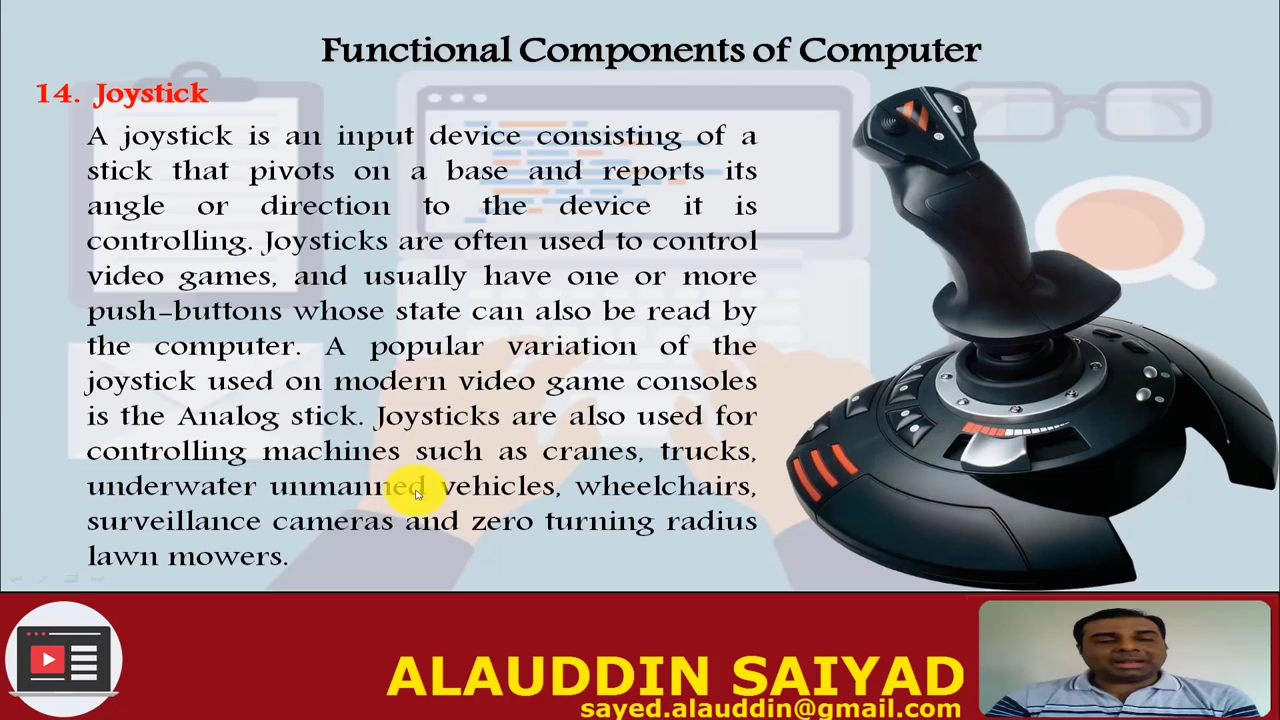 Functional Components of Computer
14. Joystick
A joystick is an input device consisting of a
stick that pivots on a base and reports its
angle or direction to the device it is
controlling. Joysticks are often used to control
video games, and usually have one or more
push-buttons whose state can also be read by
the computer. A popular variation of the
joystick used on modern video game consoles
is the Analog stick. Joysticks are also used for
controlling machines such as cranes, trucks,
underwater unmanned vehicles, wheelchairs,
surveillance cameras and zero turning radius
lawn mowers.
ALAUDDIN SAIYAD
sayed.alauddin@gmail.com